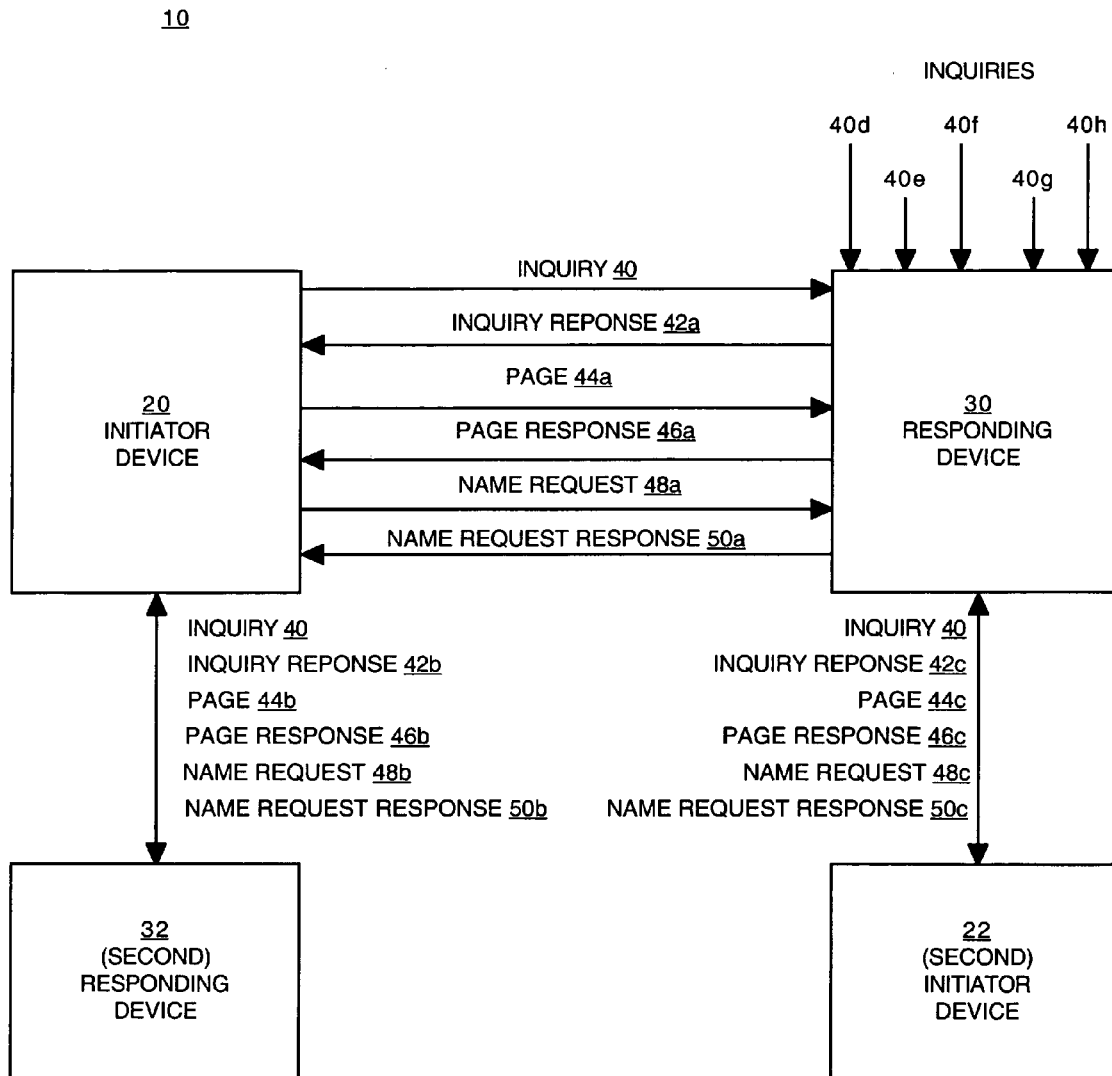 10
INQUIRIES
40d
40f
40h
40e
40g
INQUIRY 40
INQUIRY REPONSE 42a
PAGE 44a
PAGE RESPONSE 46a
NAME REQUEST 48a
NAME REQUEST RESPONSE 50a
20
INITIATOR
DEVICE
30
RESPONDING
DEVICE
INQUIRY 40
INQUIRY REPONSE 42b
PAGE 44b
PAGE RESPONSE 46b
NAME REQUEST 48b
NAME REQUEST RESPONSE 50b
INQUIRY 40
INQUIRY REPONSE 42c
PAGE 44c
PAGE RESPONSE 46c
NAME REQUEST 48c
NAME REQUEST RESPONSE 50c
32
(SECOND)
RESPONDING
DEVICE
22
(SECOND)
INITIATOR
DEVICE